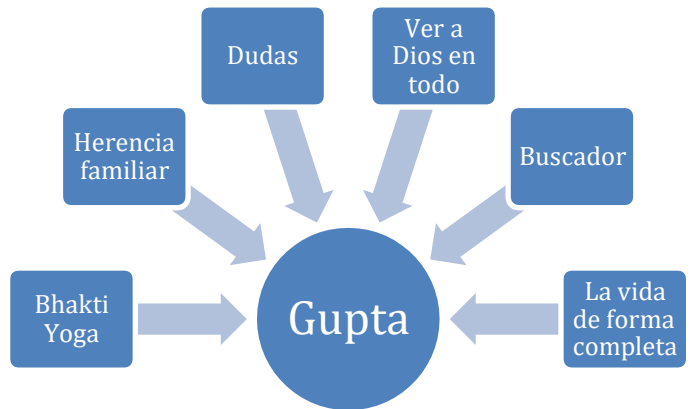 Dudas
Ver a
Dios en
todo
Herencia
familiar
Buscador
Bhakti
Yoga
Gupta
La vida
de forma
completa